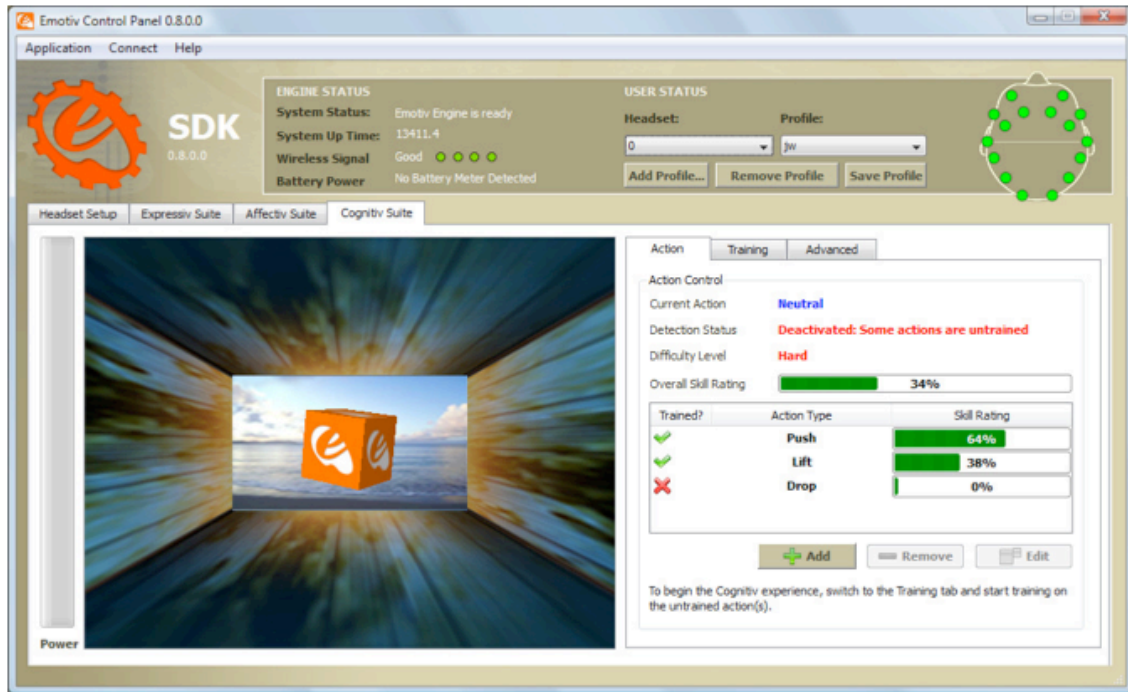 Emotiv Control Panel 0.8.0.0
Application Connect Help
SDK
0.8.0.0
ENGINE STATUS
System Status: Emotiv Engine is ready
System Up Time: 13411.4
Wireless Signal Good
Battery Power No Battery Meter Detected
USER STATUS
Headset: Profile:
0 jw
Add Profile... Remove Profile Save Profile
Headset Setup Expressiv Suite Affectiv Suite Cognitiv Suite
Power
Action Training Advanced
Action Control
Current Action Neutral
Detection Status Deactivated: Some actions are untrained
Difficulty Level Hard
Overall Skill Rating 34%
Trained? Action Type Skill Rating
Push 64%
Lift 38%
Drop 0%
Add Remove Edit
To begin the Cognitiv experience, switch to the Training tab and start training on
the untrained action(s).